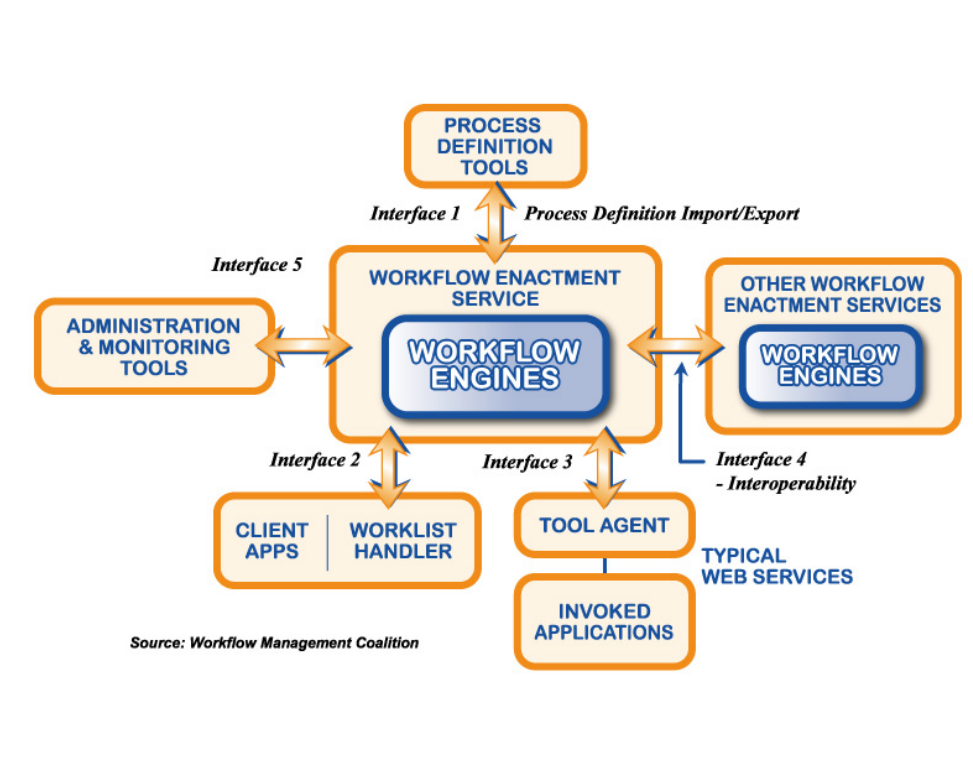 PROCESS
DEFINITION
TOOLS
Interface 1
Process Definition Import/Export
Interface 5
WORKFLOW ENACTMENT
SERVICE
WORKFLOW
ENGINES
OTHER WORKFLOW
ENACTMENT SERVICES
WORKFLOW
ENGINES
ADMINISTRATION
& MONITORING
TOOLS
Interface 2
Interface 3
Interface 4
- Interoperability
CLIENT
APPS
WORKLIST
HANDLER
TOOL AGENT
TYPICAL
WEB SERVICES
INVOKED
APPLICATIONS
Source: Workflow Management Coalition